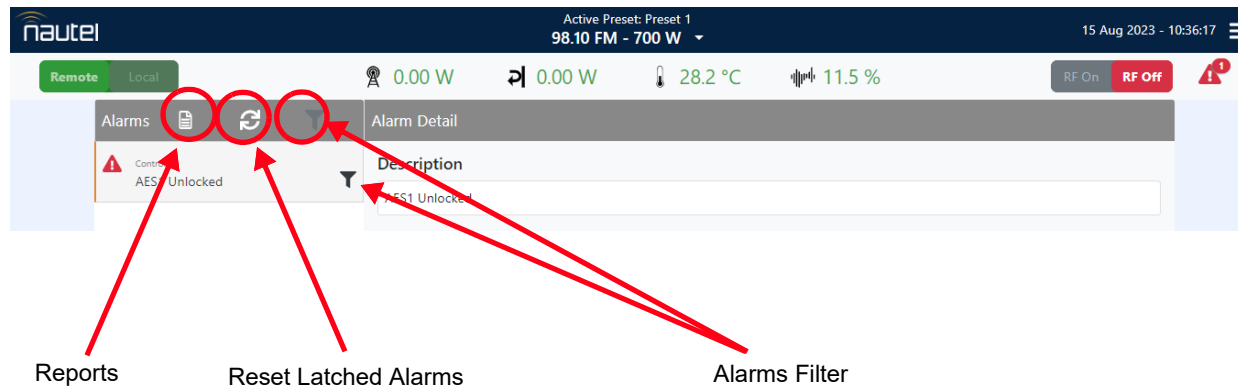 nautel
Active Preset: Preset 1
98.10 FM - 700 W
15 Aug 2023 - 10:36:17
Remote Local
0.00 W 0.00 W 28.2 °C 11.5 %
RF On RF Off
1
Alarms
Alarm Detail
AES1 Unlocked
Description
AES1 Unlocked
Reports
Reset Latched Alarms
Alarms Filter